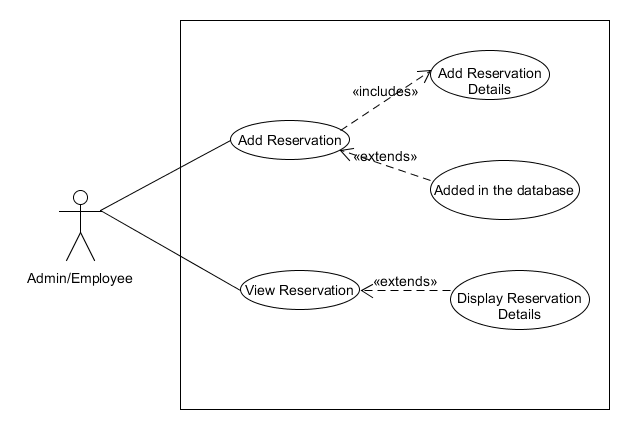 Add Reservation
Details
«includes»
Add Reservation
«extends»
Added in the database
Admin/Employee
«extends»
View Reservation
Display Reservation
Details